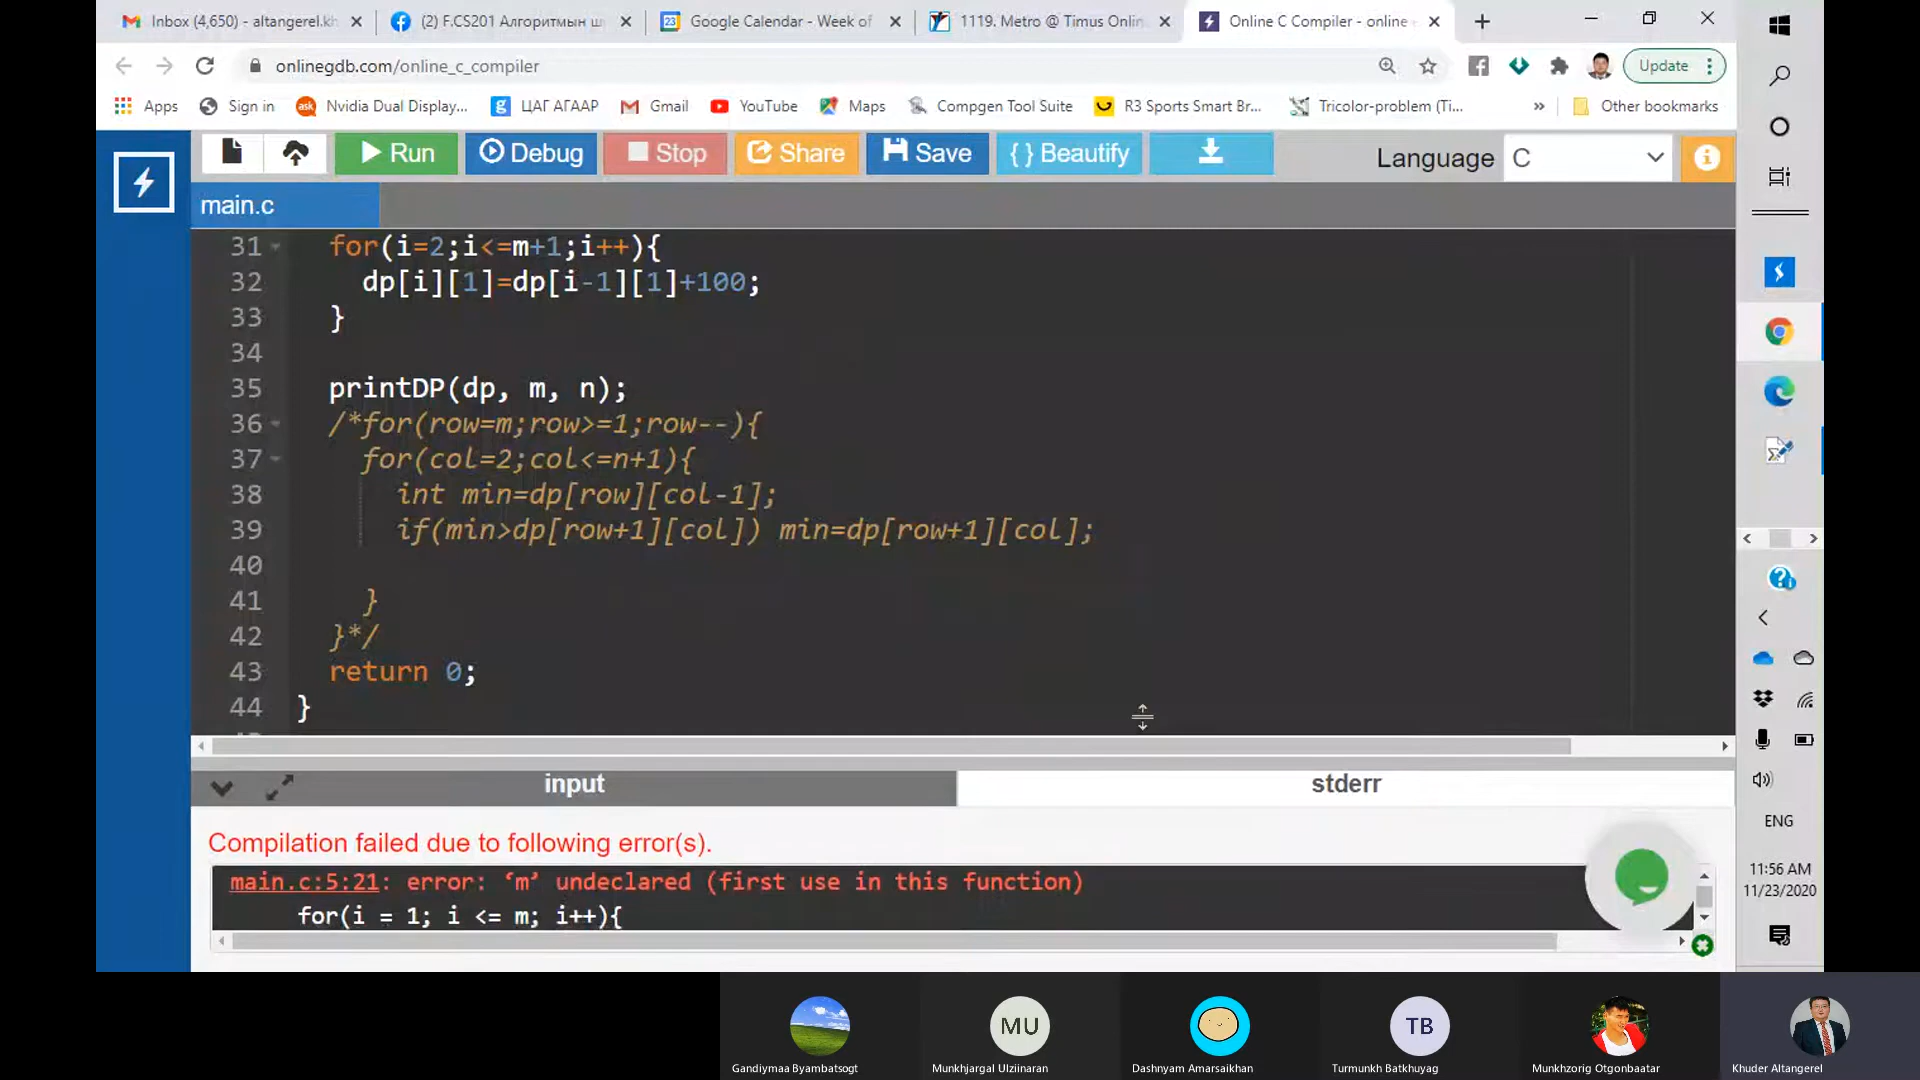 Inbox (4,650) - altangerel.kh
(2) F.CS201 Алгоритмын ш
Google Calendar - Week of
1119. Metro @ Timus Onlin
Online C Compiler - online e
onlinegdb.com/online_c_compiler
Update
Apps
Sign in
Nvidia Dual Display...
ЦАГ АГААР
Gmail
YouTube
Maps
Compgen Tool Suite
R3 Sports Smart Br...
Tricolor-problem (Ti...
»
Other bookmarks
Run
Debug
Stop
Share
Save
{ } Beautify
Language
C
main.c
31 for(i=2;i<=m+1;i++){
32 dp[i][1]=dp[i-1][1]+100;
33 }
34
35 printDP(dp, m, n);
36 /*for(row=m;row>=1;row--){
37 for(col=2;col<=n+1){
38 int min=dp[row][col-1];
39 if(min>dp[row+1][col]) min=dp[row+1][col];
40
41 }
42 }*/
43 return 0;
44 }
input
stderr
Compilation failed due to following error(s).
main.c:5:21: error: ‘m’ undeclared (first use in this function)
for(i = 1; i <= m; i++){
ENG
11:56 AM
11/23/2020
MU
TB
Gandiymaa Byambatsogt
Munkhjargal Ulziinaran
Dashnyam Amarsaikhan
Turmunkh Batkhuyag
Munkhzorig Otgonbaatar
Khuder Altangerel